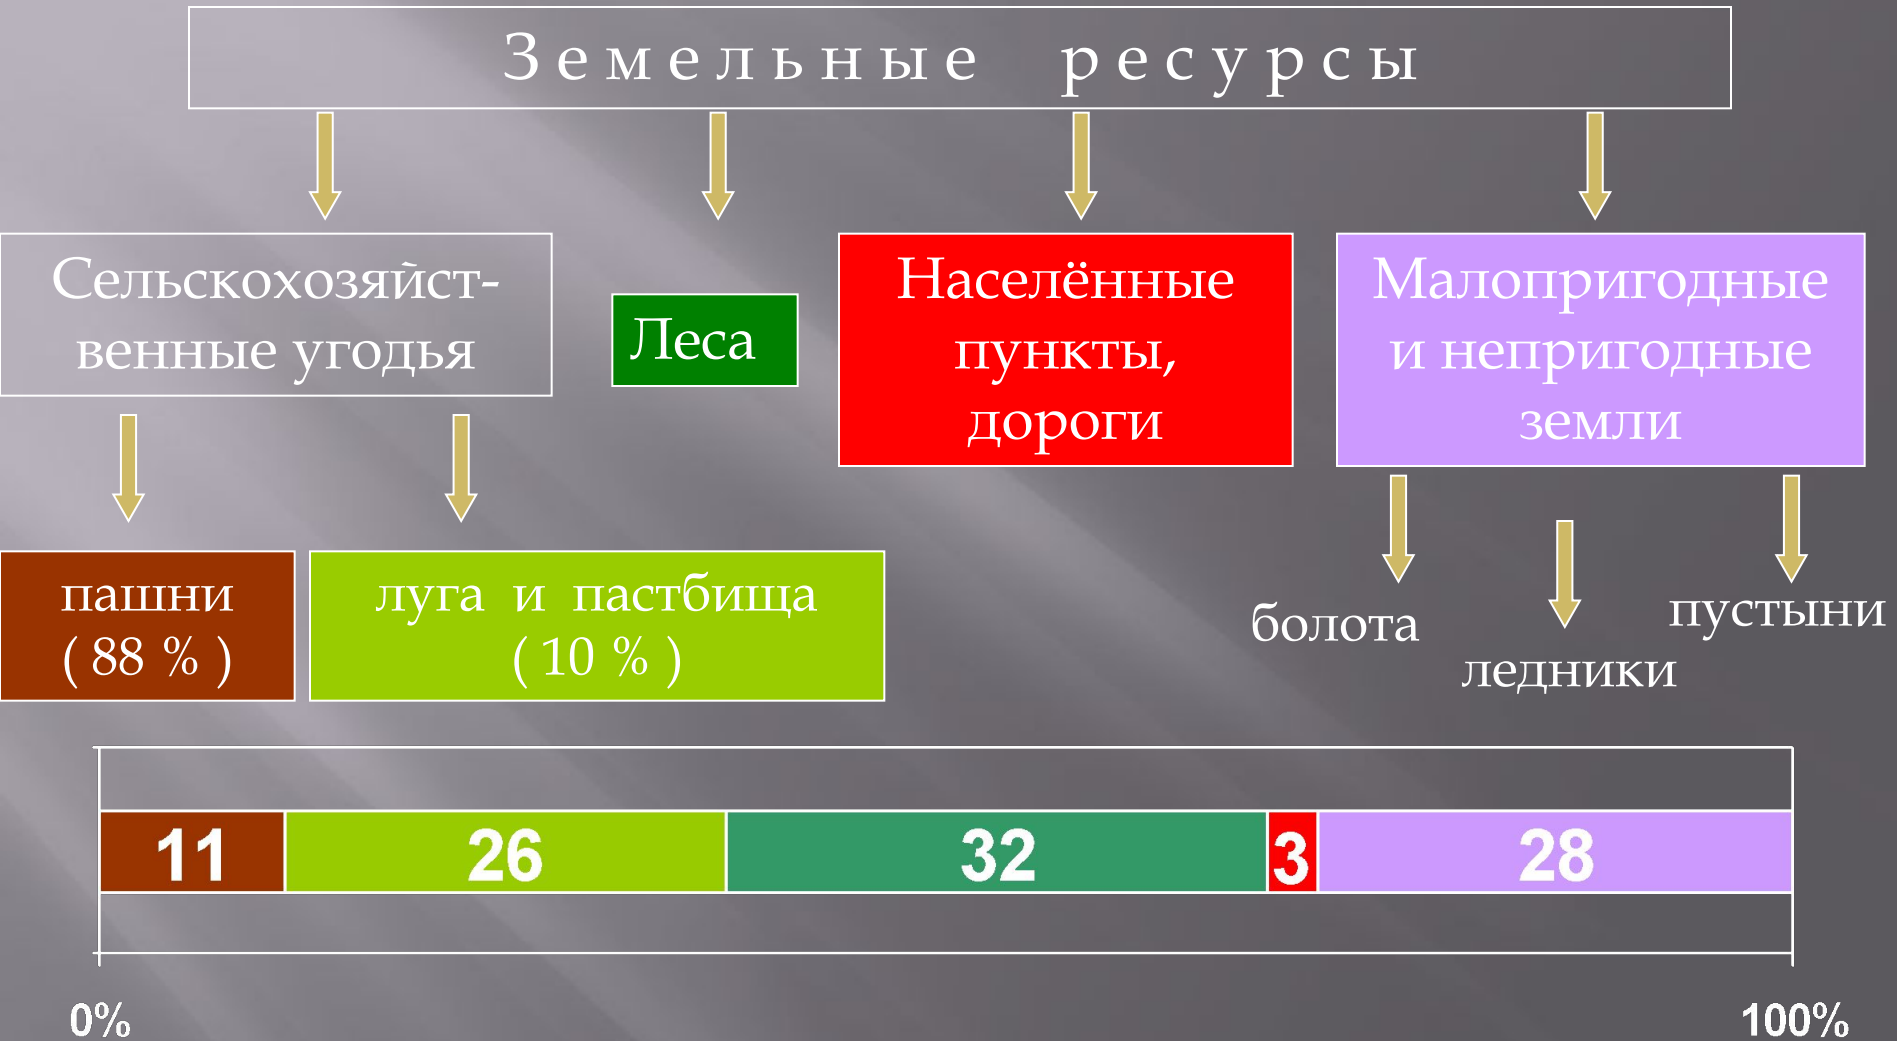 Земельные ресурсы
Сельскохозяйст-
венные угодья
Леса
Населённые
пункты,
дороги
Малопригодные
и непригодные
земли
пашни
( 88 % )
луга и пастбища
( 10 % )
болота
ледники
пустыни
11
26
32
3
28
0%
100%